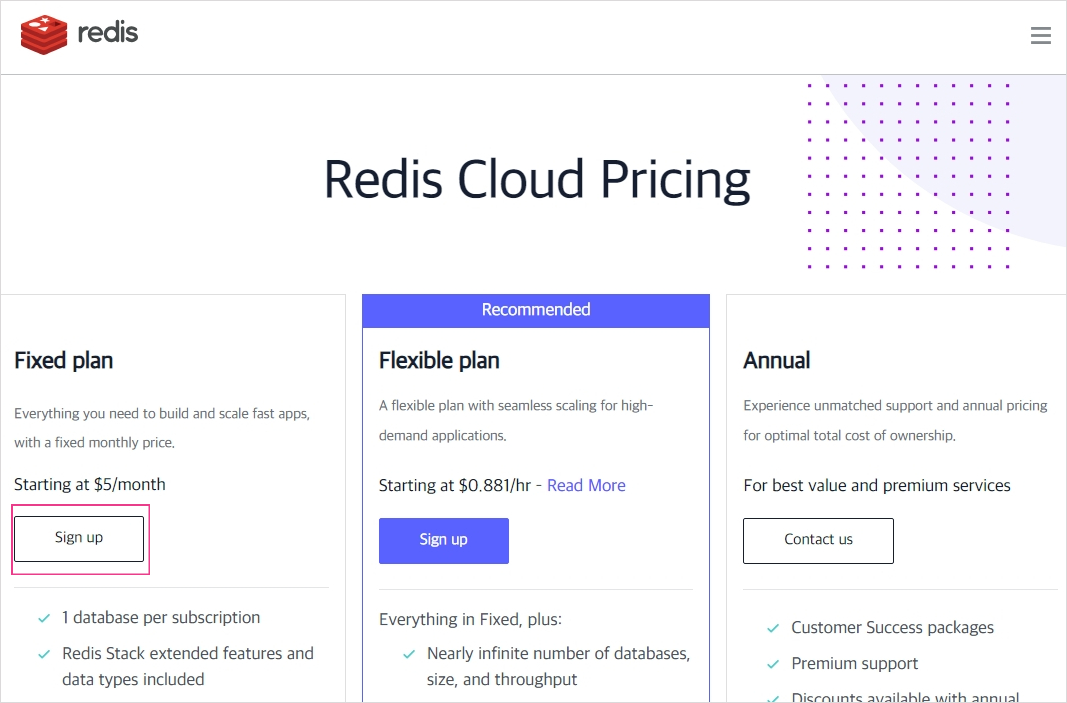 redis
Redis Cloud Pricing
Fixed plan
Everything you need to build and scale fast apps,
with a fixed monthly price.
Starting at $5/month
Sign up
1 database per subscription
Redis Stack extended features and
data types included
Recommended
Flexible plan
A flexible plan with seamless scaling for high-
demand applications.
Starting at $0.881/hr - Read More
Sign up
Everything in Fixed, plus:
Nearly infinite number of databases,
size, and throughput
Annual
Experience unmatched support and annual pricing
for optimal total cost of ownership.
For best value and premium services
Contact us
Customer Success packages
Premium support
Discounts available with annual